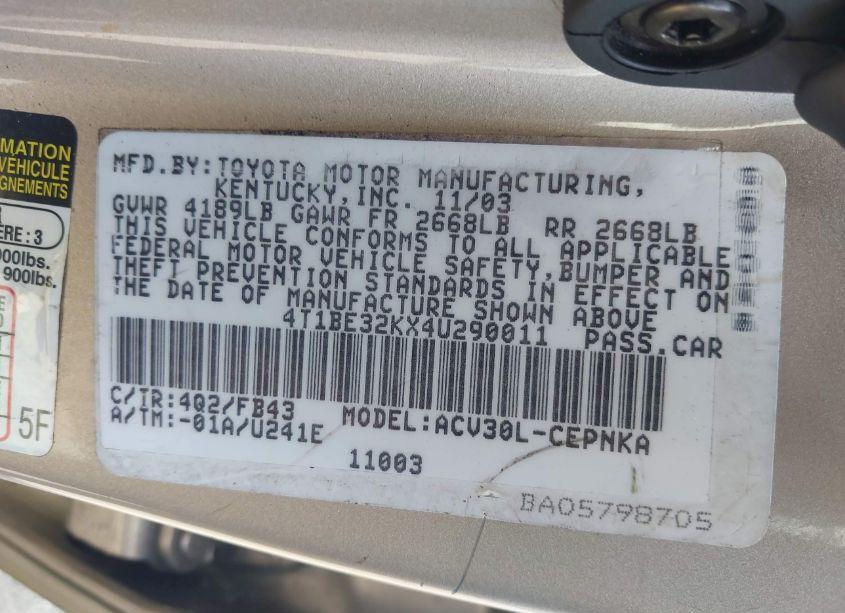 MATION
VEHICULE
GNEMENTS
ERE : 3
900lbs.
5F
MFD.BY:TOYOTA MOTOR MANUFACTURING,
KENTUCKY,INC. 11/03
GVWR 4189LB GAWR FR 2668LB RR 2668LB
THIS VEHICLE CONFORMS TO ALL APPLICABLE
FEDERAL MOTOR VEHICLE SAFETY,BUMPER AND
THEFT PREVENTION STANDARDS IN EFFECT ON
THE DATE OF MANUFACTURE SHOWN ABOVE
4T1BE32KX4U290011 PASS.CAR
C/TR:4Q2/FB43
A/TM:-01A/U241E
MODEL:ACV30L-CEPNKA
11003
BA05798705